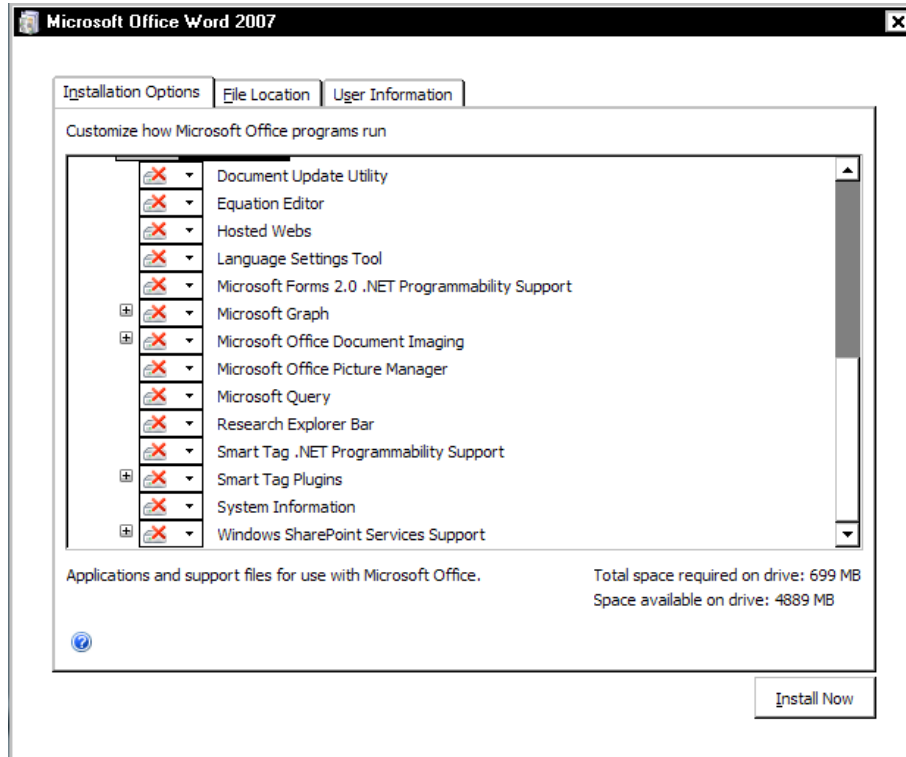 Microsoft Office Word 2007
Installation Options File Location User Information
Customize how Microsoft Office programs run
Document Update Utility
Equation Editor
Hosted Webs
Language Settings Tool
Microsoft Forms 2.0 .NET Programmability Support
Microsoft Graph
Microsoft Office Document Imaging
Microsoft Office Picture Manager
Microsoft Query
Research Explorer Bar
Smart Tag .NET Programmability Support
Smart Tag Plugins
System Information
Windows SharePoint Services Support
Applications and support files for use with Microsoft Office. Total space required on drive: 699 MB
Space available on drive: 4889 MB
Install Now